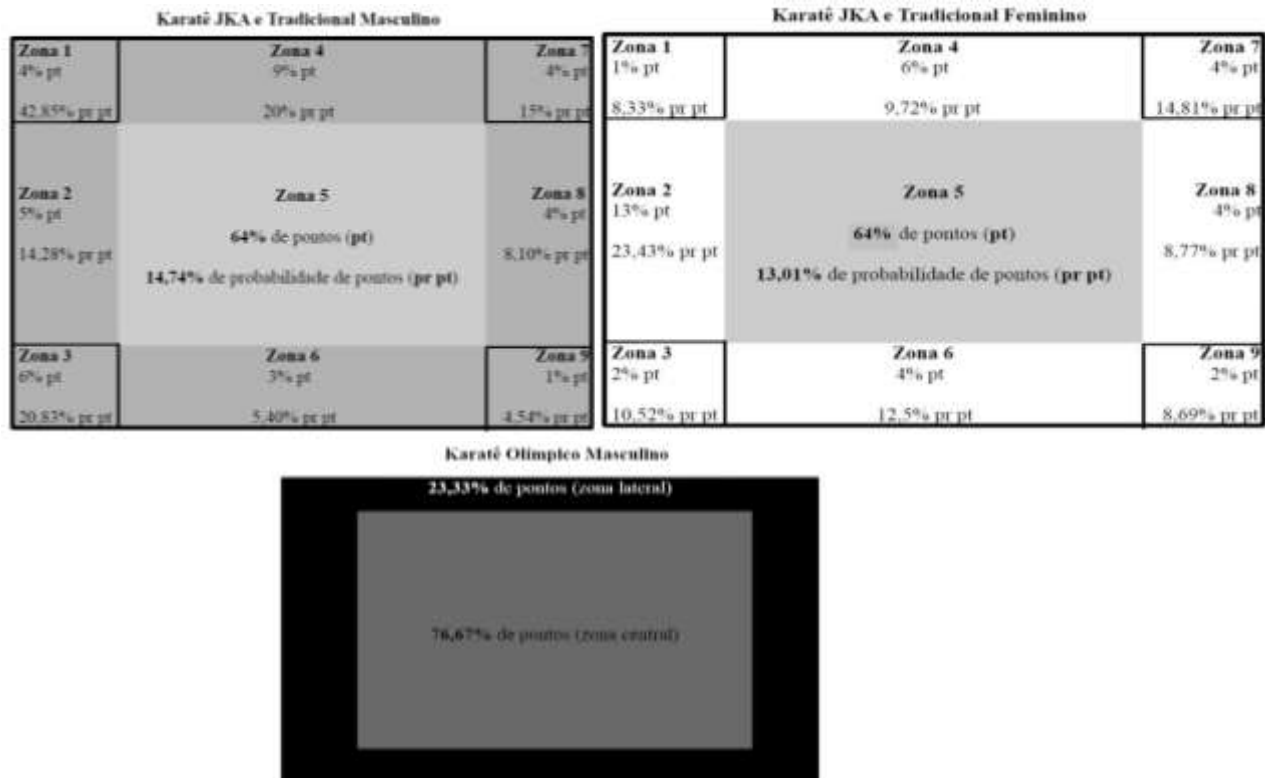 Karatê JKA e Tradicional Masculino
Zona 1
4% pt
42,85% pr pt
Zona 4
9% pt
20% pr pt
Zona 7
4% pt
15% pr pt
Zona 2
5% pt
14,28% pr pt
Zona 5
64% de pontos (pt)
14,74% de probabilidade de pontos (pr pt)
Zona 8
4% pt
8,10% pr pt
Zona 3
6% pt
20,83% pr pt
Zona 6
3% pt
5,40% pr pt
Zona 9
1% pt
4,54% pr pt
Karatê JKA e Tradicional Feminino
Zona 1
1% pt
8,33% pr pt
Zona 4
6% pt
9,72% pr pt
Zona 7
4% pt
14,81% pr pt
Zona 2
13% pt
23,43% pr pt
Zona 5
64% de pontos (pt)
13,01% de probabilidade de pontos (pr pt)
Zona 8
4% pt
8,77% pr pt
Zona 3
2% pt
10,52% pr pt
Zona 6
4% pt
12,5% pr pt
Zona 9
2% pt
8,69% pr pt
Karatê Olímpico Masculino
23,33% de pontos (zona lateral)
76,67% de pontos (zona central)